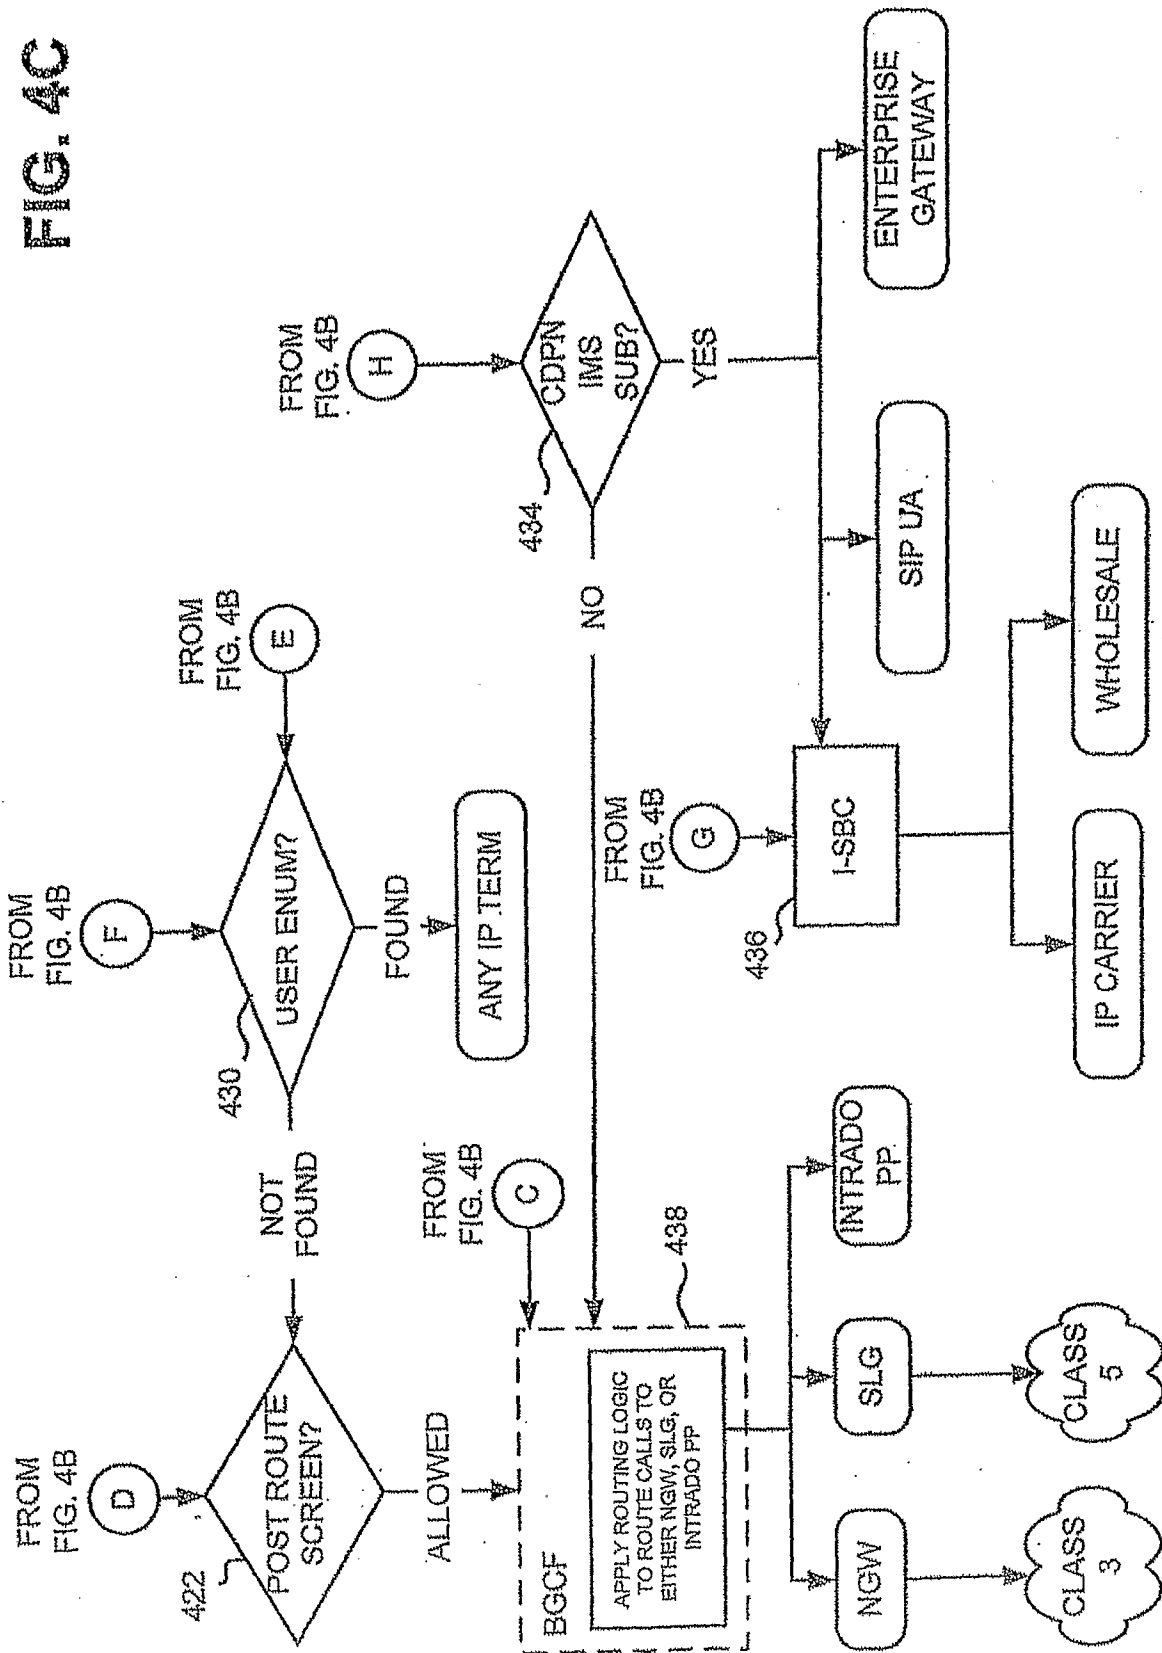 FIG. 4C
FROM
FIG. 4B
D
FROM
FIG. 4B
F
FROM
FIG. 4B
E
FROM
FIG. 4B
H
422
POST ROUTE
SCREEN?
NOT
FOUND
430
USER ENUM?
434
CDPN
IMS
SUB?
ALLOWED
FROM
FIG. 4B
C
FOUND
ANY IP TERM
NO
YES
BGCF
APPLY ROUTING LOGIC
TO ROUTE CALLS TO
EITHER NGW, SLG, OR
INTRADO PP
438
FROM
FIG. 4B
G
436
I-SBC
SIP UA
ENTERPRISE
GATEWAY
NGW
SLG
INTRADO
PP
IP CARRIER
WHOLESALE
CLASS
3
CLASS
5